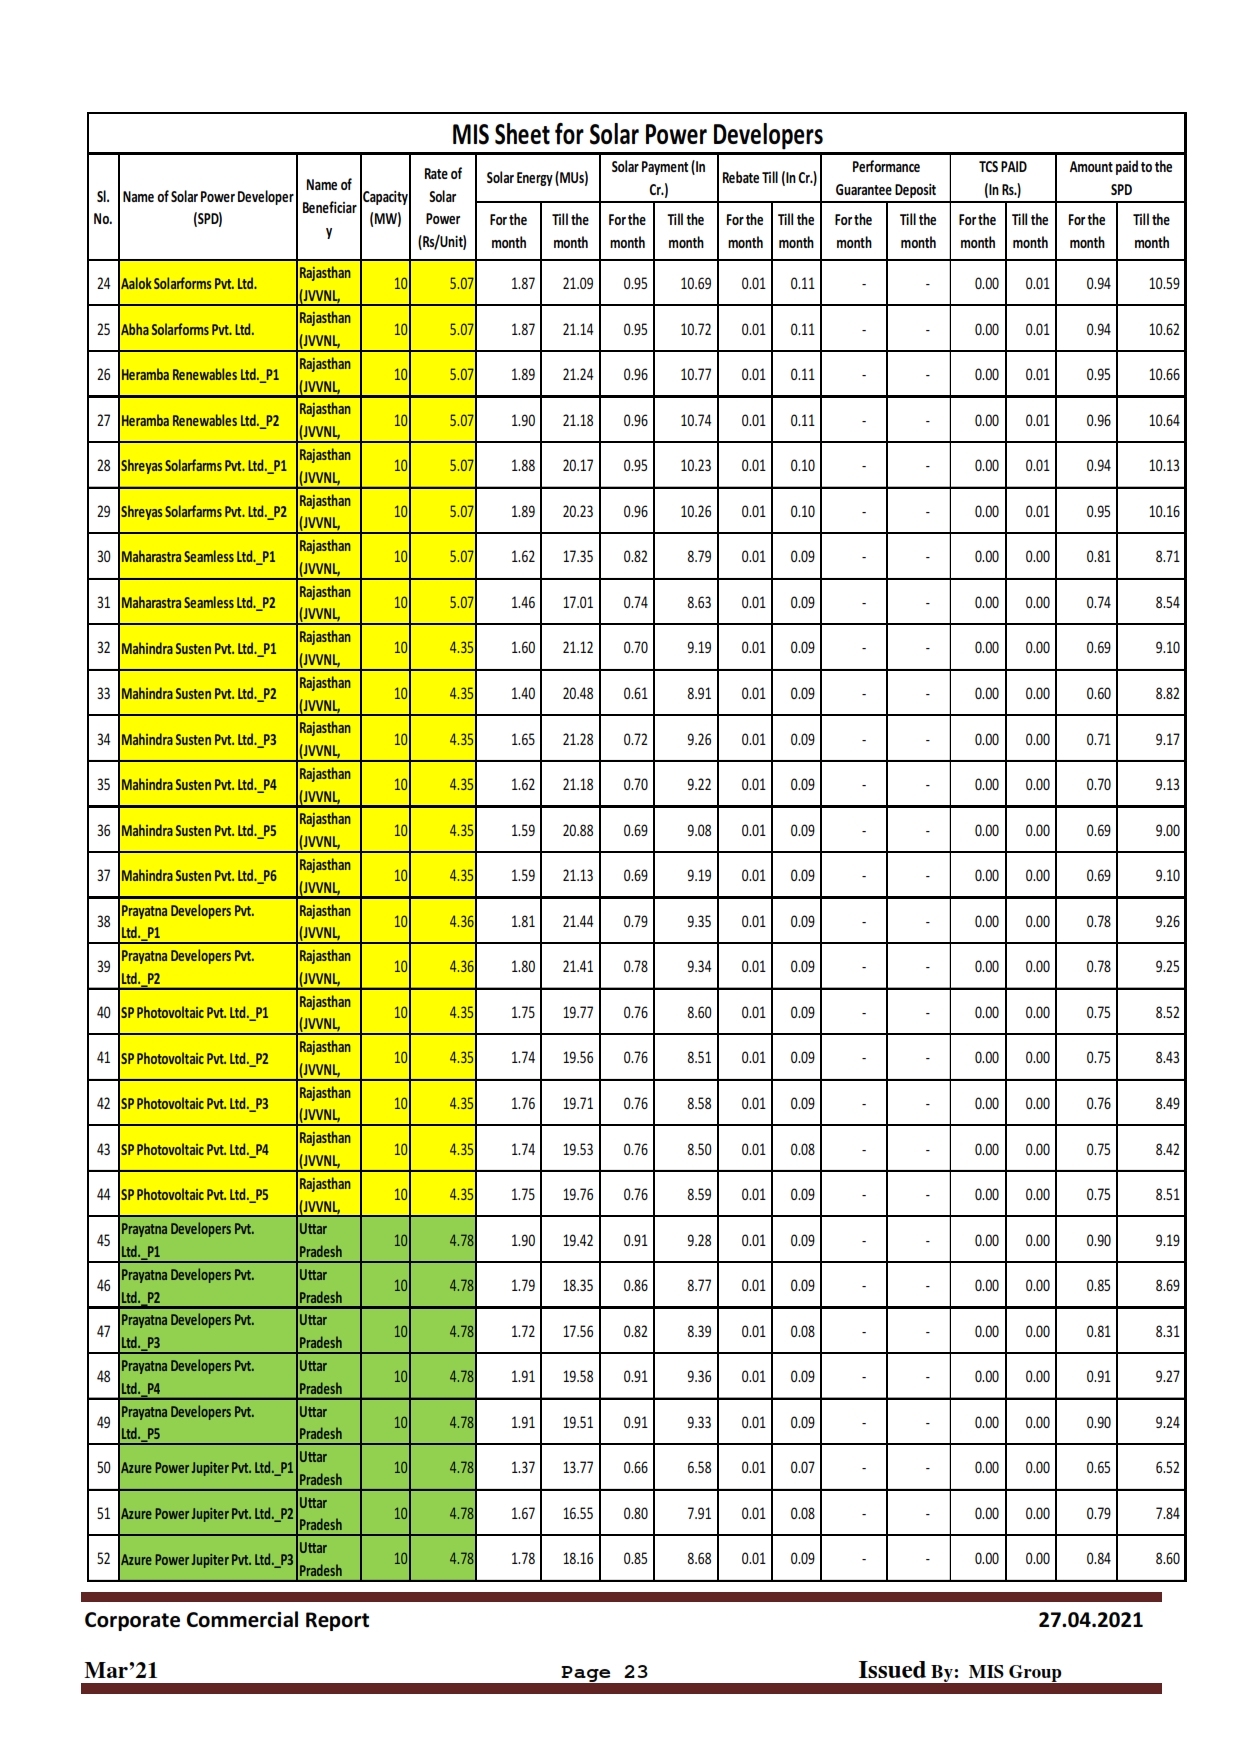 MIS Sheet for Solar Power Developers
Sl. No. Name of Solar Power Developer (SPD) Name of Beneficiar y Capacity (MW) Rate of Solar Power (Rs/Unit) Solar Energy (MUs) Solar Payment (In Cr.) Rebate Till (In Cr.) Performance Guarantee Deposit TCS PAID (In Rs.) Amount paid to the SPD
For the month Till the month For the month Till the month For the month Till the month For the month Till the month For the month Till the month For the month Till the month
24 Aalok Solarforms Pvt. Ltd. Rajasthan (JVVNL, 10 5.07 1.87 21.09 0.95 10.69 0.01 0.11 - - 0.00 0.01 0.94 10.59
25 Abha Solarforms Pvt. Ltd. Rajasthan (JVVNL, 10 5.07 1.87 21.14 0.95 10.72 0.01 0.11 - - 0.00 0.01 0.94 10.62
26 Heramba Renewables Ltd._P1 Rajasthan (JVVNL, 10 5.07 1.89 21.24 0.96 10.77 0.01 0.11 - - 0.00 0.01 0.95 10.66
27 Heramba Renewables Ltd._P2 Rajasthan (JVVNL, 10 5.07 1.90 21.18 0.96 10.74 0.01 0.11 - - 0.00 0.01 0.96 10.64
28 Shreyas Solarfarms Pvt. Ltd._P1 Rajasthan (JVVNL, 10 5.07 1.88 20.17 0.95 10.23 0.01 0.10 - - 0.00 0.01 0.94 10.13
29 Shreyas Solarfarms Pvt. Ltd._P2 Rajasthan (JVVNL, 10 5.07 1.89 20.23 0.96 10.26 0.01 0.10 - - 0.00 0.01 0.95 10.16
30 Maharastra Seamless Ltd._P1 Rajasthan (JVVNL, 10 5.07 1.62 17.35 0.82 8.79 0.01 0.09 - - 0.00 0.00 0.81 8.71
31 Maharastra Seamless Ltd._P2 Rajasthan (JVVNL, 10 5.07 1.46 17.01 0.74 8.63 0.01 0.09 - - 0.00 0.00 0.74 8.54
32 Mahindra Susten Pvt. Ltd._P1 Rajasthan (JVVNL, 10 4.35 1.60 21.12 0.70 9.19 0.01 0.09 - - 0.00 0.00 0.69 9.10
33 Mahindra Susten Pvt. Ltd._P2 Rajasthan (JVVNL, 10 4.35 1.40 20.48 0.61 8.91 0.01 0.09 - - 0.00 0.00 0.60 8.82
34 Mahindra Susten Pvt. Ltd._P3 Rajasthan (JVVNL, 10 4.35 1.65 21.28 0.72 9.26 0.01 0.09 - - 0.00 0.00 0.71 9.17
35 Mahindra Susten Pvt. Ltd._P4 Rajasthan (JVVNL, 10 4.35 1.62 21.18 0.70 9.22 0.01 0.09 - - 0.00 0.00 0.70 9.13
36 Mahindra Susten Pvt. Ltd._P5 Rajasthan (JVVNL, 10 4.35 1.59 20.88 0.69 9.08 0.01 0.09 - - 0.00 0.00 0.69 9.00
37 Mahindra Susten Pvt. Ltd._P6 Rajasthan (JVVNL, 10 4.35 1.59 21.13 0.69 9.19 0.01 0.09 - - 0.00 0.00 0.69 9.10
38 Prayatna Developers Pvt. Ltd._P1 Rajasthan (JVVNL, 10 4.36 1.81 21.44 0.79 9.35 0.01 0.09 - - 0.00 0.00 0.78 9.26
39 Prayatna Developers Pvt. Ltd._P2 Rajasthan (JVVNL, 10 4.36 1.80 21.41 0.78 9.34 0.01 0.09 - - 0.00 0.00 0.78 9.25
40 SP Photovoltaic Pvt. Ltd._P1 Rajasthan (JVVNL, 10 4.35 1.75 19.77 0.76 8.60 0.01 0.09 - - 0.00 0.00 0.75 8.52
41 SP Photovoltaic Pvt. Ltd._P2 Rajasthan (JVVNL, 10 4.35 1.74 19.56 0.76 8.51 0.01 0.09 - - 0.00 0.00 0.75 8.43
42 SP Photovoltaic Pvt. Ltd._P3 Rajasthan (JVVNL, 10 4.35 1.76 19.71 0.76 8.58 0.01 0.09 - - 0.00 0.00 0.76 8.49
43 SP Photovoltaic Pvt. Ltd._P4 Rajasthan (JVVNL, 10 4.35 1.74 19.53 0.76 8.50 0.01 0.08 - - 0.00 0.00 0.75 8.42
44 SP Photovoltaic Pvt. Ltd._P5 Rajasthan (JVVNL, 10 4.35 1.75 19.76 0.76 8.59 0.01 0.09 - - 0.00 0.00 0.75 8.51
45 Prayatna Developers Pvt. Ltd._P1 Uttar Pradesh 10 4.78 1.90 19.42 0.91 9.28 0.01 0.09 - - 0.00 0.00 0.90 9.19
46 Prayatna Developers Pvt. Ltd._P2 Uttar Pradesh 10 4.78 1.79 18.35 0.86 8.77 0.01 0.09 - - 0.00 0.00 0.85 8.69
47 Prayatna Developers Pvt. Ltd._P3 Uttar Pradesh 10 4.78 1.72 17.56 0.82 8.39 0.01 0.08 - - 0.00 0.00 0.81 8.31
48 Prayatna Developers Pvt. Ltd._P4 Uttar Pradesh 10 4.78 1.91 19.58 0.91 9.36 0.01 0.09 - - 0.00 0.00 0.91 9.27
49 Prayatna Developers Pvt. Ltd._P5 Uttar Pradesh 10 4.78 1.91 19.51 0.91 9.33 0.01 0.09 - - 0.00 0.00 0.90 9.24
50 Azure Power Jupiter Pvt. Ltd._P1 Uttar Pradesh 10 4.78 1.37 13.77 0.66 6.58 0.01 0.07 - - 0.00 0.00 0.65 6.52
51 Azure Power Jupiter Pvt. Ltd._P2 Uttar Pradesh 10 4.78 1.67 16.55 0.80 7.91 0.01 0.08 - - 0.00 0.00 0.79 7.84
52 Azure Power Jupiter Pvt. Ltd._P3 Uttar Pradesh 10 4.78 1.78 18.16 0.85 8.68 0.01 0.09 - - 0.00 0.00 0.84 8.60
Corporate Commercial Report 27.04.2021
Mar’21 Page 23 Issued By: MIS Group